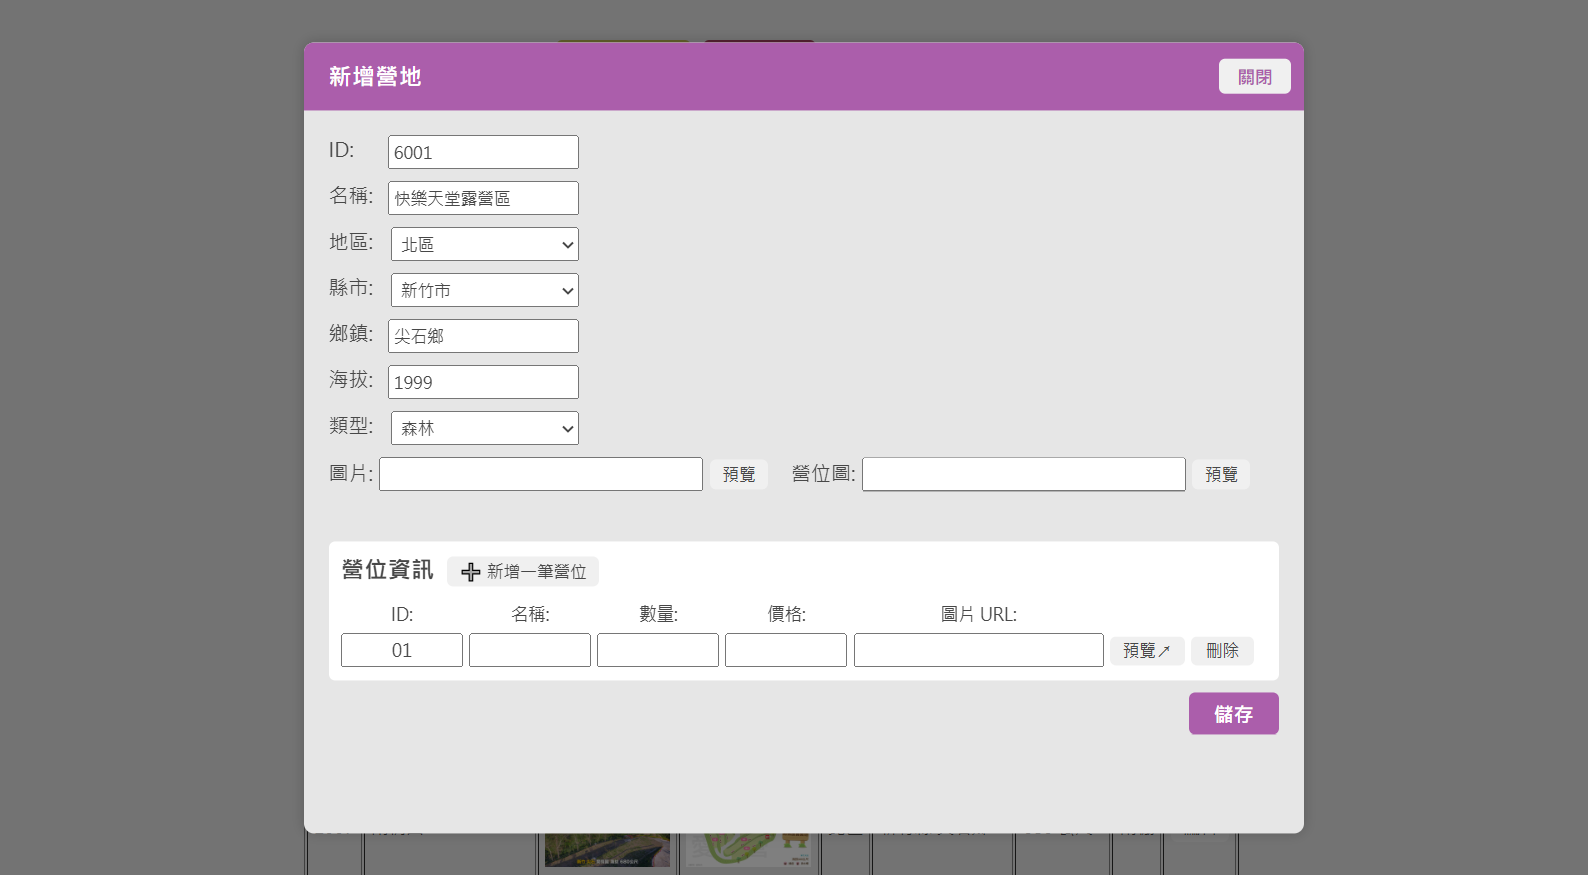 新增營地
關閉
ID: 6001
名稱: 快樂天堂露營區
地區: 北區
縣市: 新竹市
鄉鎮: 尖石鄉
海拔: 1999
類型: 森林
圖片: 預覽 營位圖: 預覽
營位資訊 新增一筆營位
ID: 名稱: 數量: 價格: 圖片 URL:
01 預覽↗ 刪除
儲存